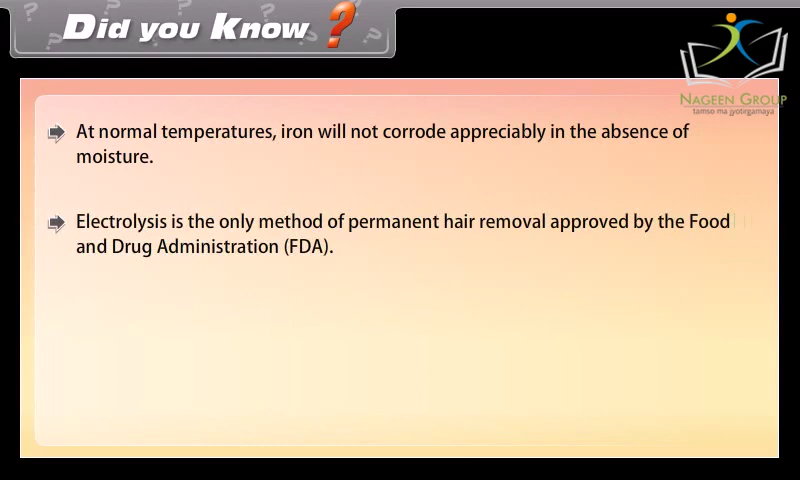 Did you Know ?
NAGEEN GROUP
tamso ma jyotirgamaya
At normal temperatures, iron will not corrode appreciably in the absence of
moisture.
Electrolysis is the only method of permanent hair removal approved by the Food
and Drug Administration (FDA).